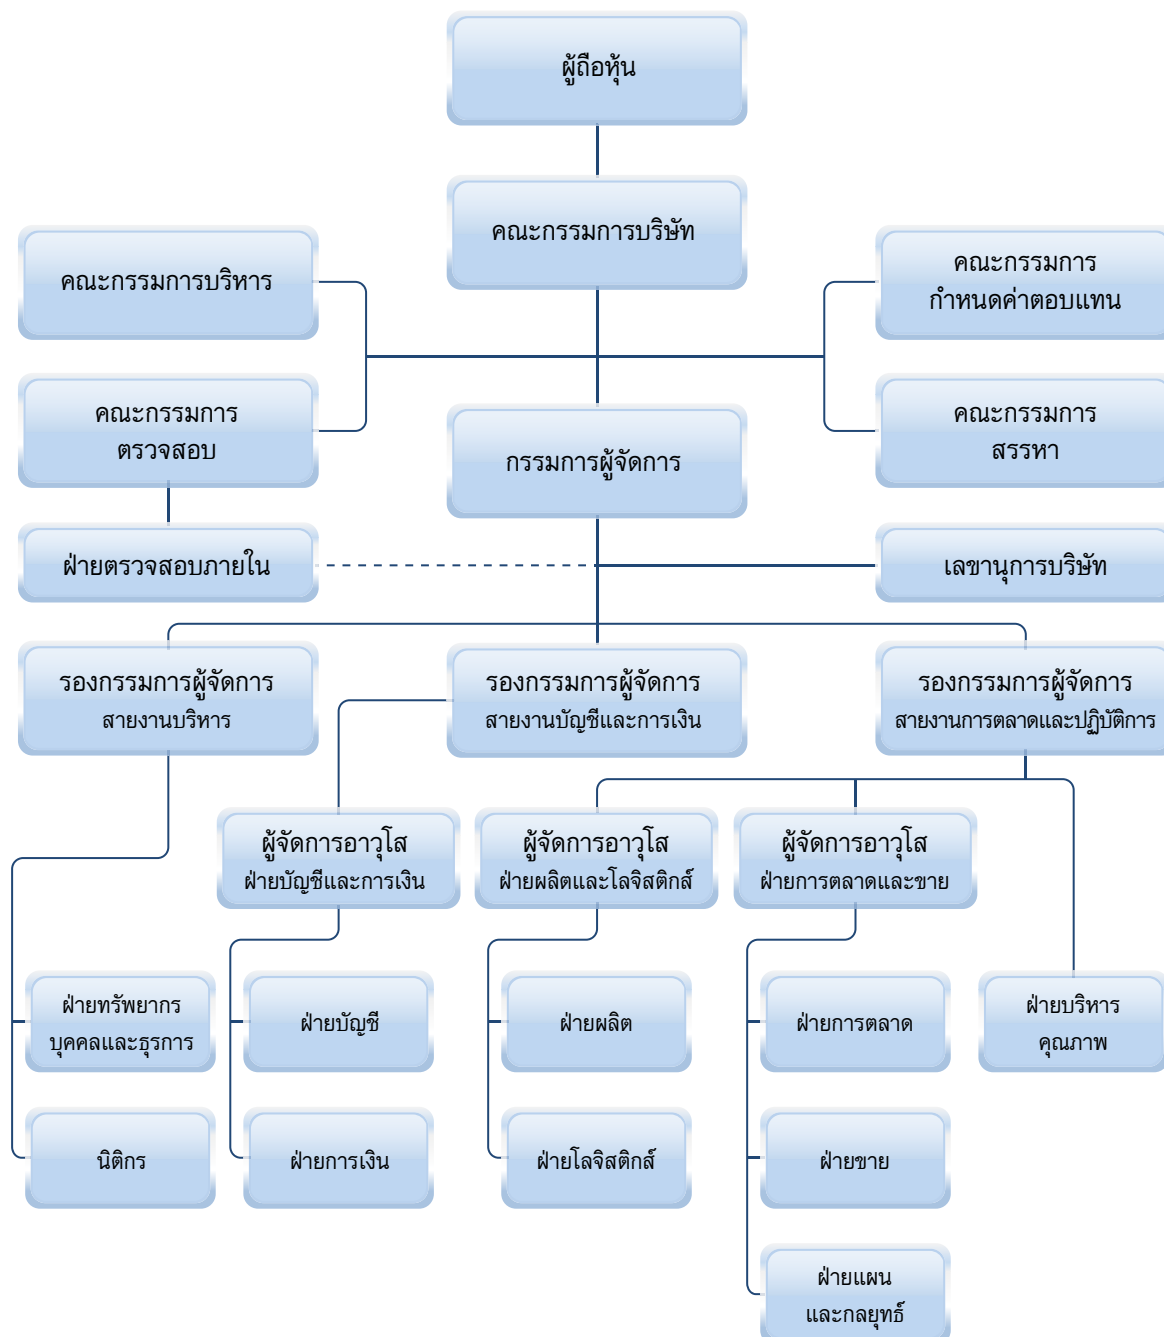 ผู้ถือหุ้น
คณะกรรมการบริษัท
คณะกรรมการบริหาร
คณะกรรมการ
กำหนดค่าตอบแทน
คณะกรรมการ
ตรวจสอบ
กรรมการผู้จัดการ
คณะกรรมการ
สรรหา
ฝ่ายตรวจสอบภายใน
เลขานุการบริษัท
รองกรรมการผู้จัดการ
สายงานบริหาร
รองกรรมการผู้จัดการ
สายงานบัญชีและการเงิน
รองกรรมการผู้จัดการ
สายงานการตลาดและปฏิบัติการ
ผู้จัดการอาวุโส
ฝ่ายบัญชีและการเงิน
ผู้จัดการอาวุโส
ฝ่ายผลิตและโลจิสติกส์
ผู้จัดการอาวุโส
ฝ่ายการตลาดและขาย
ฝ่ายทรัพยากร
บุคคลและธุรการ
ฝ่ายบัญชี
ฝ่ายผลิต
ฝ่ายการตลาด
ฝ่ายบริหาร
คุณภาพ
นิติกร
ฝ่ายการเงิน
ฝ่ายโลจิสติกส์
ฝ่ายขาย
ฝ่ายแผน
และกลยุทธ์